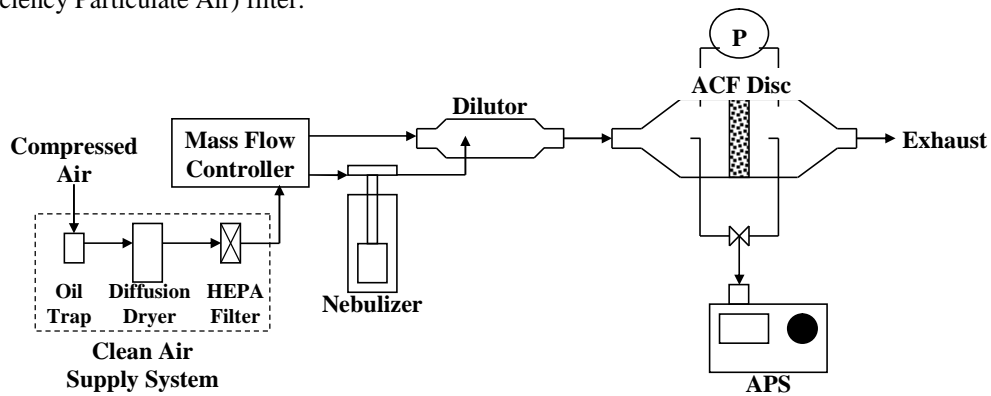 ciency Particulate Air) filter.
P
ACF Disc
Dilutor
Mass Flow
Controller
Exhaust
Compressed
Air
Oil
Trap
Diffusion
Dryer
HEPA
Filter
Nebulizer
Clean Air
Supply System
APS